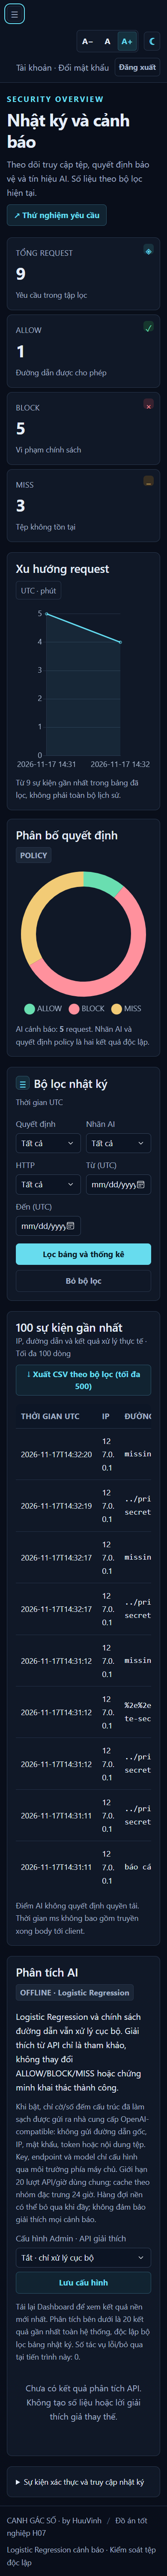 A− A A+
Tài khoản · Đổi mật khẩu Đăng xuất
SECURITY OVERVIEW
Nhật ký và cảnh
báo
Theo dõi truy cập tệp, quyết định bảo
vệ và tín hiệu AI. Số liệu theo bộ lọc
hiện tại.
↗ Thử nghiệm yêu cầu
TỔNG REQUEST
9
Yêu cầu trong tập lọc
ALLOW
1
Đường dẫn được cho phép
BLOCK
5
Vi phạm chính sách
MISS
3
Tệp không tồn tại
Xu hướng request
UTC · phút
5
4
3
2
1
0
2026-11-17 14:31 2026-11-17 14:32
Từ 9 sự kiện gần nhất trong bảng đã
lọc, không phải toàn bộ lịch sử.
Phân bố quyết định
POLICY
ALLOW BLOCK MISS
AI cảnh báo: 5 request. Nhãn AI và
quyết định policy là hai kết quả độc lập.
Bộ lọc nhật ký
Thời gian UTC
Quyết định Nhãn AI
Tất cả Tất cả
HTTP Từ (UTC)
Tất cả mm/dd/yyyy
Đến (UTC)
mm/dd/yyyy
Lọc bảng và thống kê
Bỏ bộ lọc
100 sự kiện gần nhất
IP, đường dẫn và kết quả xử lý thực tế ·
Tối đa 100 dòng
↓ Xuất CSV theo bộ lọc (tối đa
500)
THỜI GIAN UTC IP ĐƯỜNG
2026-11-17T14:32:20 127.0.0.1 missin
2026-11-17T14:32:19 127.0.0.1 ../pri secret
2026-11-17T14:32:17 127.0.0.1 missin
2026-11-17T14:32:17 127.0.0.1 ../pri secret
2026-11-17T14:31:12 127.0.0.1 missin
2026-11-17T14:31:12 127.0.0.1 %2e%2e te-sec
2026-11-17T14:31:12 127.0.0.1 ../pri secret
2026-11-17T14:31:11 127.0.0.1 ../pri secret
2026-11-17T14:31:11 127.0.0.1 báo cá
Điểm AI không quyết định quyền tải.
Thời gian ms không bao gồm truyền
xong body tới client.
Phân tích AI
OFFLINE · Logistic Regression
Logistic Regression và chính sách
đường dẫn vẫn xử lý cục bộ. Giải
thích từ API chỉ là tham khảo,
không thay đổi
ALLOW/BLOCK/MISS hoặc chứng
minh khai thác thành công.
Khi bật, chỉ cờ/số đếm cấu trúc đã làm
sạch được gửi ra nhà cung cấp OpenAI-
compatible: không gửi đường dẫn gốc,
IP, mật khẩu, token hoặc nội dung tệp.
Key, endpoint và model chỉ cấu hình
qua môi trường phía máy chủ. Giới hạn
20 lượt API/giờ dùng chung; cache theo
nhóm đặc trưng 24 giờ. Hàng đợi nền
có thể bỏ qua khi đầy; không đảm bảo
giải thích mọi cảnh báo.
Cấu hình Admin · API giải thích
Tắt · chỉ xử lý cục bộ
Lưu cấu hình
Tải lại Dashboard để xem kết quả nền
mới nhất. Phân tích bên dưới là 20 kết
quả gần nhất toàn hệ thống, độc lập bộ
lọc bảng nhật ký. Số tác vụ lỗi/bỏ qua
tại tiến trình này: 0.
Chưa có kết quả phân tích API.
Không tạo số liệu hoặc lời giải
thích giả thay thế.
▶ Sự kiện xác thực và truy cập nhật ký
CANH GÁC SỐ · by HuuVinh / Đồ án tốt
nghiệp H07
Logistic Regression cảnh báo · Kiểm soát tệp
độc lập